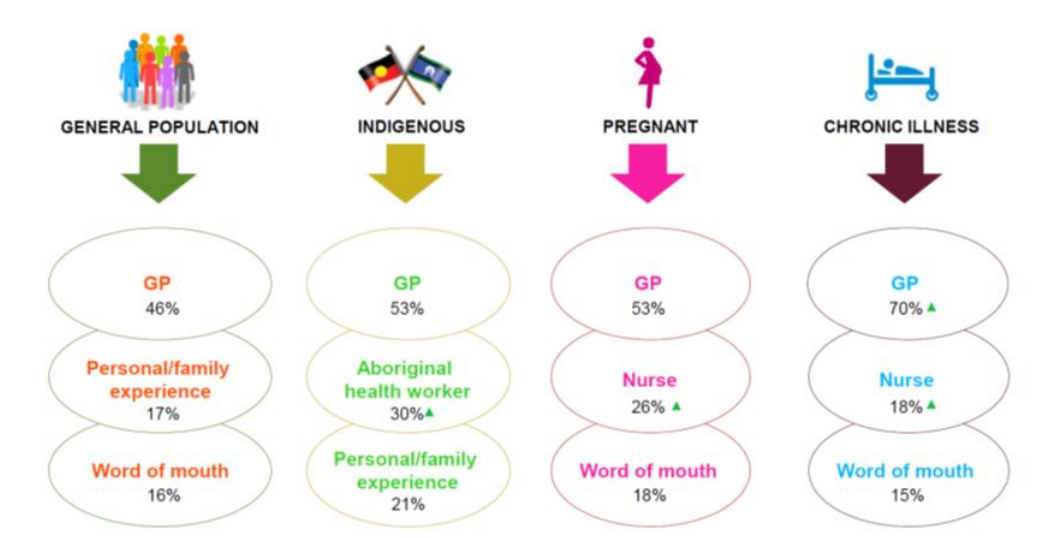 GENERAL POPULATION
INDIGENOUS
PREGNANT
CHRONIC ILLNESS
GP
46%
Personal/family
experience
17%
Word of mouth
16%
GP
53%
Aboriginal
health worker
30%▲
Personal/family
experience
21%
GP
53%
Nurse
26% ▲
Word of mouth
18%
GP
70% ▲
Nurse
18% ▲
Word of mouth
15%